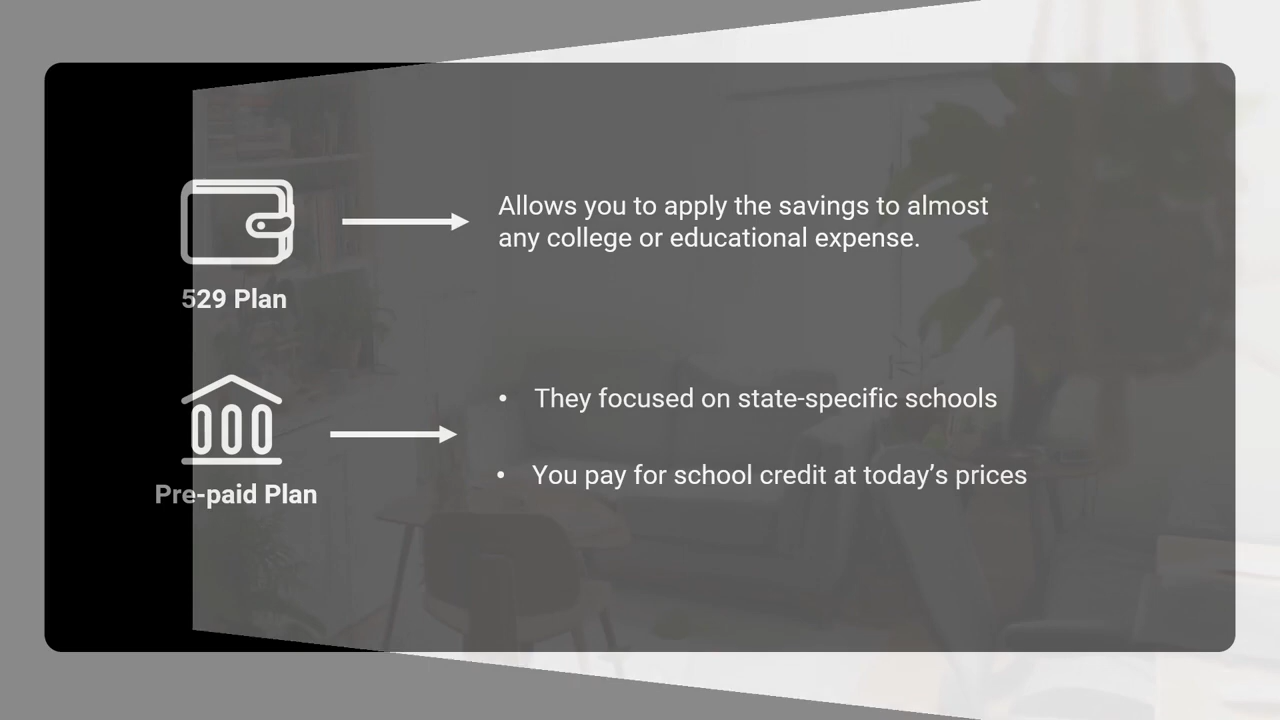 529 Plan
Allows you to apply the savings to almost
any college or educational expense.
Pre-paid Plan
• They focused on state-specific schools
• You pay for school credit at today’s prices